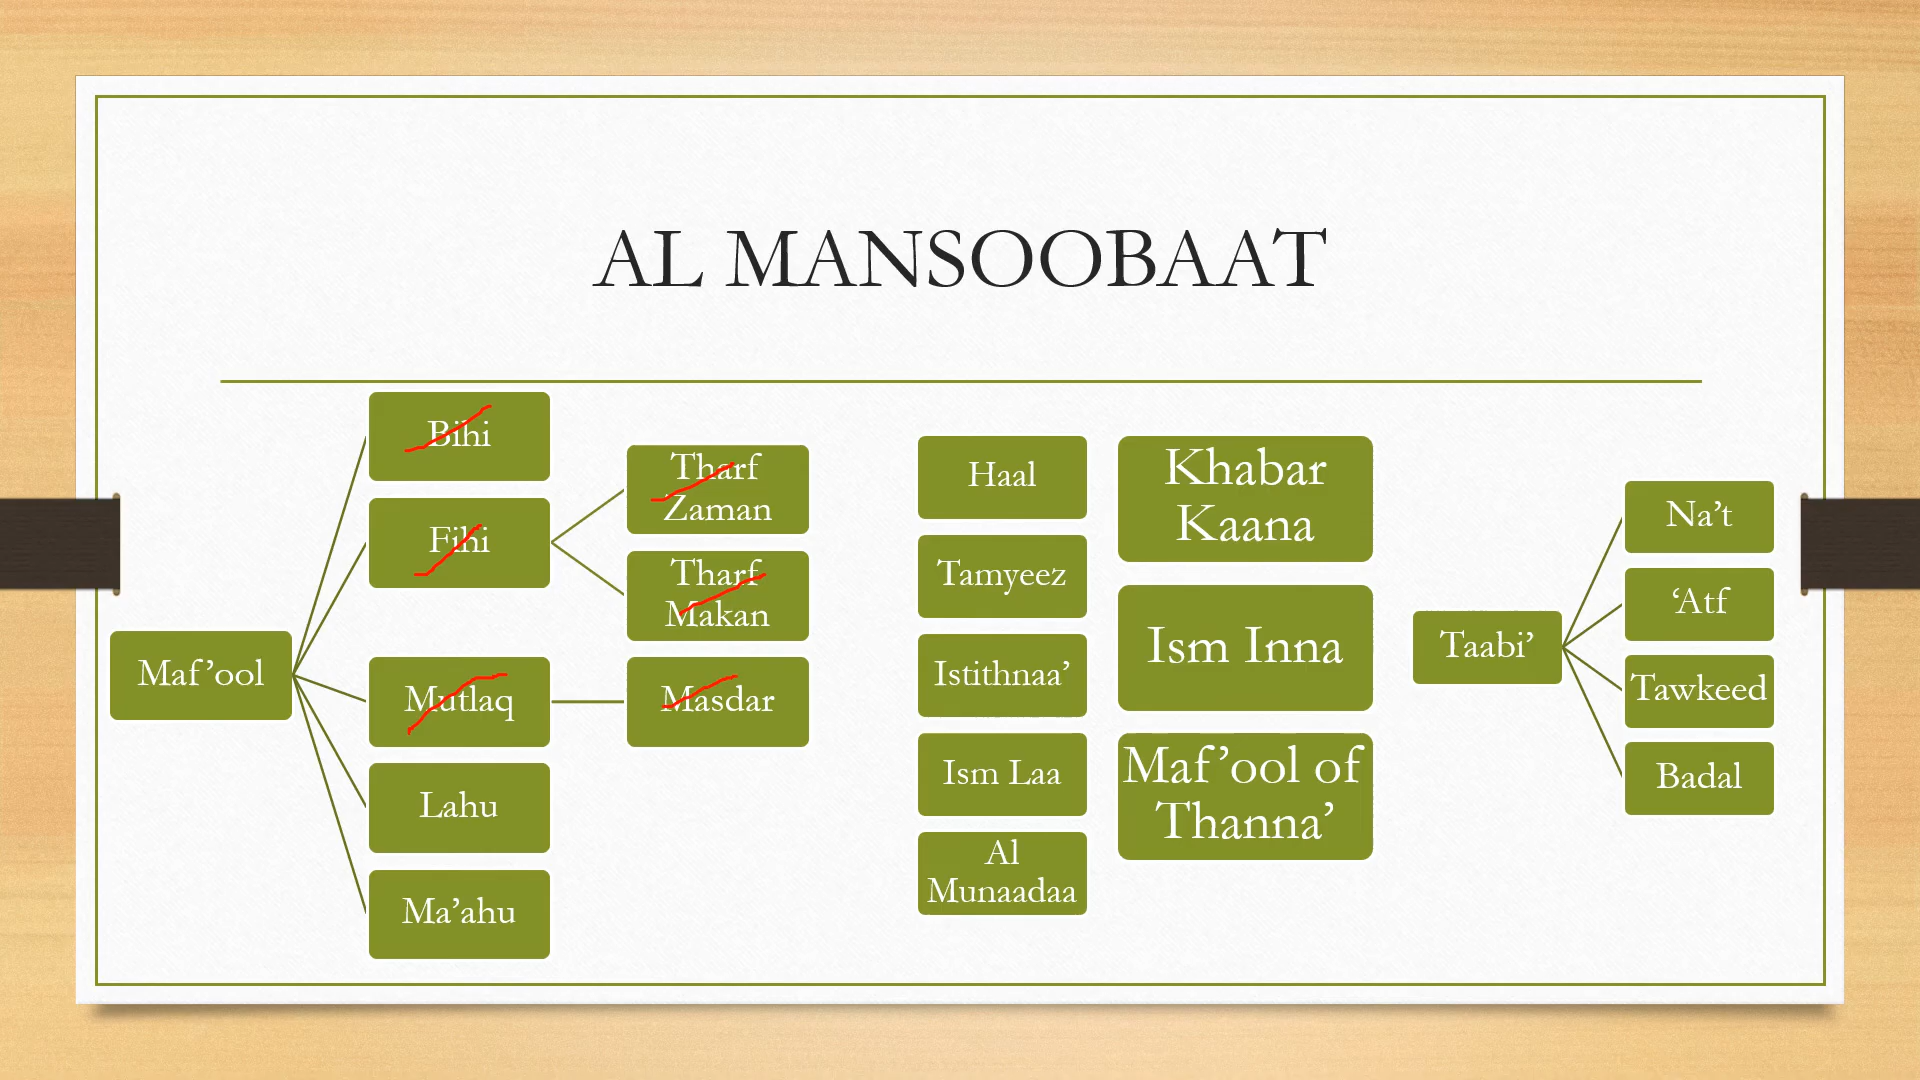 AL MANSOOBAAT
Maf’ool
Bihi
Fihi
Tharf
Zaman
Tharf
Makan
Mutlaq
Masdar
Lahu
Ma’ahu
Haal
Tamyeez
Istithnaa’
Ism Laa
Al
Munaadaa
Khabar
Kaana
Ism Inna
Maf’ool of
Thanna’
Taabi’
Na’t
‘Atf
Tawkeed
Badal